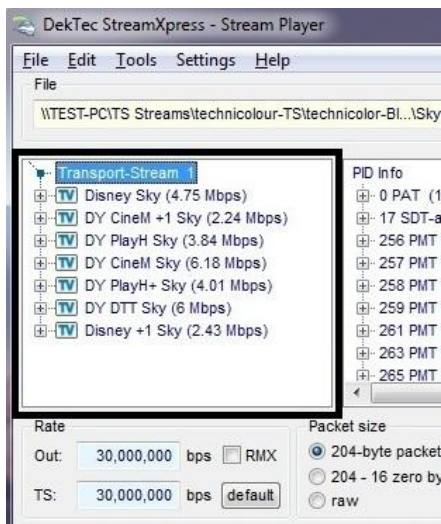 DekTec StreamXpress - Stream Player
File Edit Tools Settings Help
File
\\TEST-PC\TS Streams\technicolour-TS\technicolor-Bl...\Sky
Transport-Stream 1
TV Disney Sky (4.75 Mbps)
TV DY CineM +1 Sky (2.24 Mbps)
TV DY PlayH Sky (3.84 Mbps)
TV DY CineM Sky (6.18 Mbps)
TV DY PlayH+ Sky (4.01 Mbps)
TV DY DTT Sky (6 Mbps)
TV Disney +1 Sky (2.43 Mbps)
PID Info
0 PAT (1
17 SDT-a
256 PMT
257 PMT
258 PMT
259 PMT
261 PMT
263 PMT
265 PMT
Rate
Out: 30,000,000 bps RMX
TS: 30,000,000 bps default
Packet size
204-byte packet
204 - 16 zero by
raw